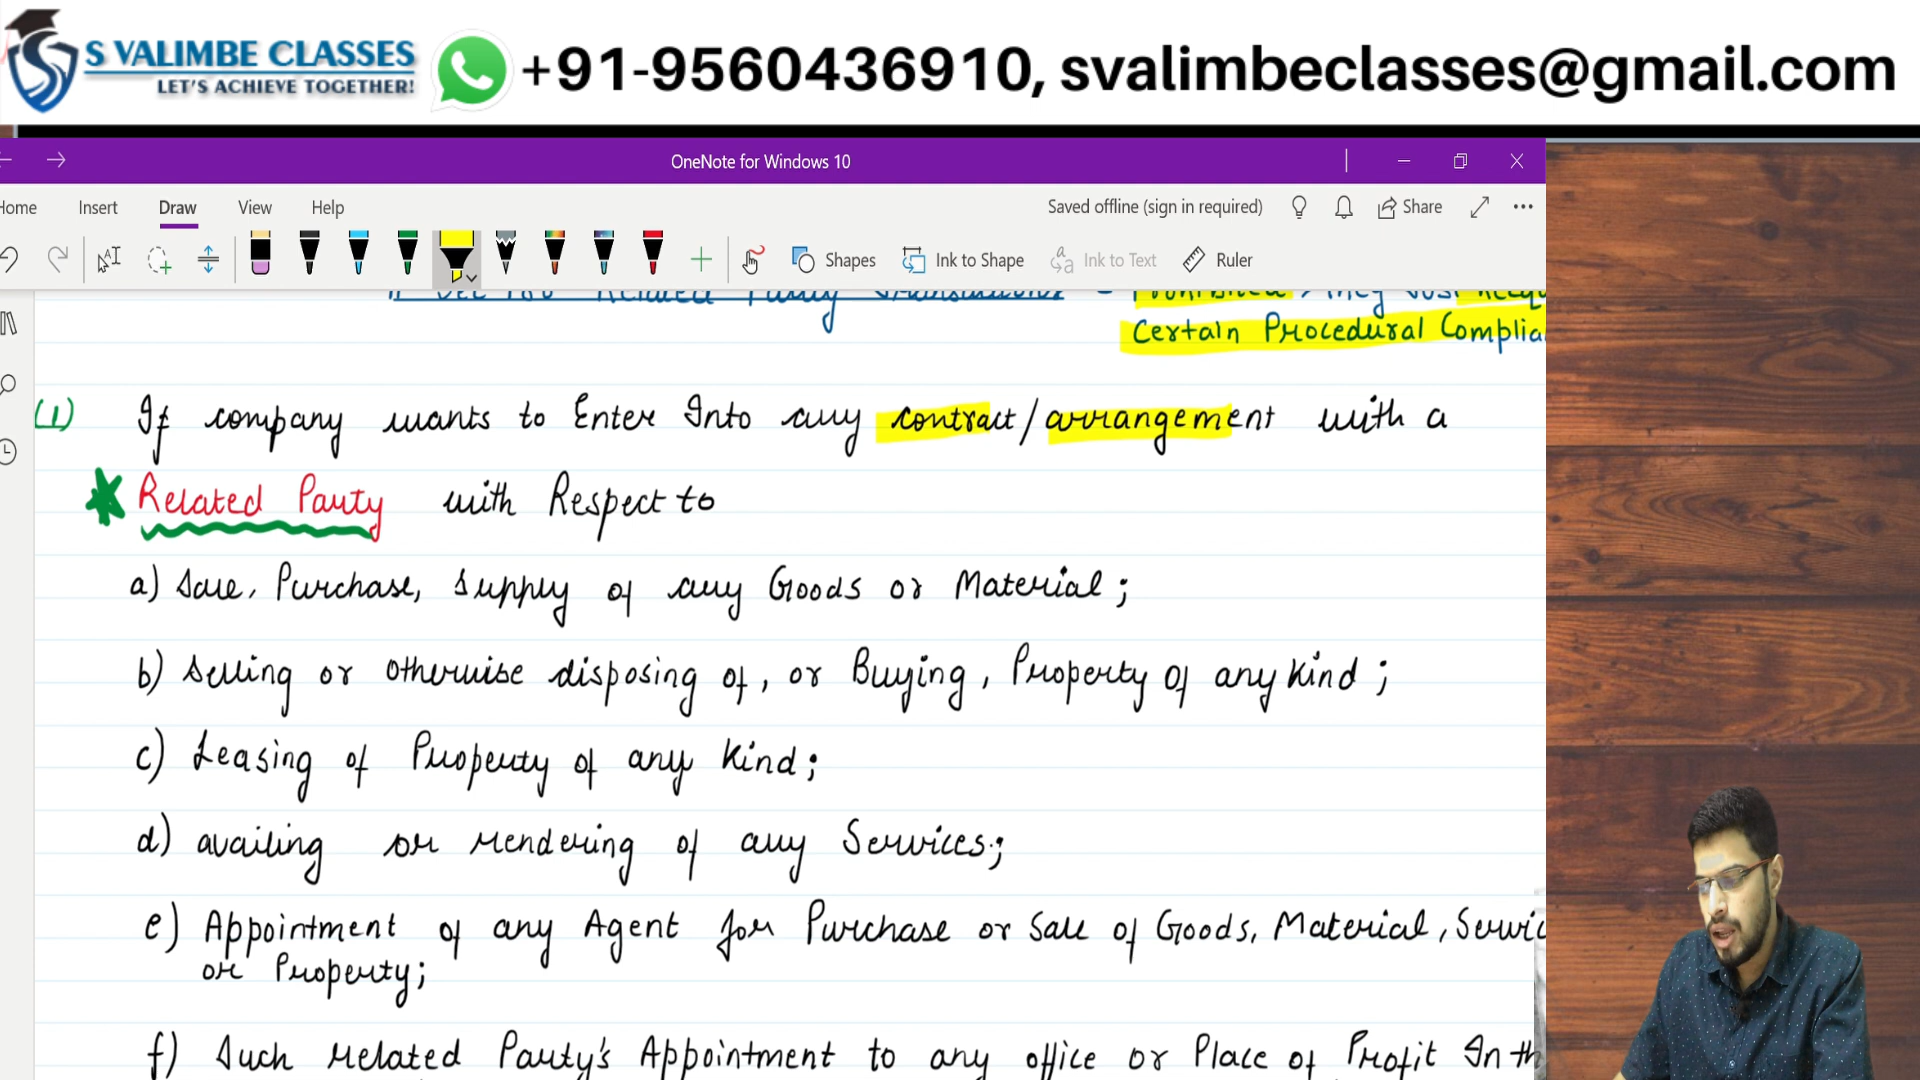 S VALIMBE CLASSES
LET'S ACHIEVE TOGETHER!
+91-9560436910, svalimbeclasses@gmail.com
OneNote for Windows 10
Home Insert Draw View Help
Saved offline (sign in required) Share
Shapes Ink to Shape Ink to Text Ruler
Related Party
Certain Procedural Complia
(1) If company wants to Enter Into any contract/arrangement with a
Related Party with Respect to
a) Sale, Purchase, Supply of any Goods or Material;
b) Selling or otherwise disposing of, or Buying, Property of any kind;
c) Leasing of Property of any kind;
d) availing or rendering of any Services;
e) Appointment of any Agent for Purchase or Sale of Goods, Material, Servic
or Property;
f) Such related Party's Appointment to any office or Place of Profit In th